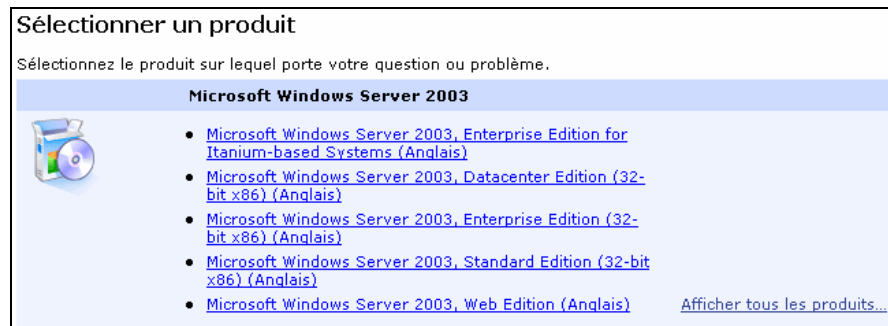 Sélectionner un produit
Sélectionnez le produit sur lequel porte votre question ou problème.
Microsoft Windows Server 2003
• Microsoft Windows Server 2003, Enterprise Edition for
Itanium-based Systems (Anglais)
• Microsoft Windows Server 2003, Datacenter Edition (32-
bit x86) (Anglais)
• Microsoft Windows Server 2003, Enterprise Edition (32-
bit x86) (Anglais)
• Microsoft Windows Server 2003, Standard Edition (32-bit
x86) (Anglais)
• Microsoft Windows Server 2003, Web Edition (Anglais) Afficher tous les produits...